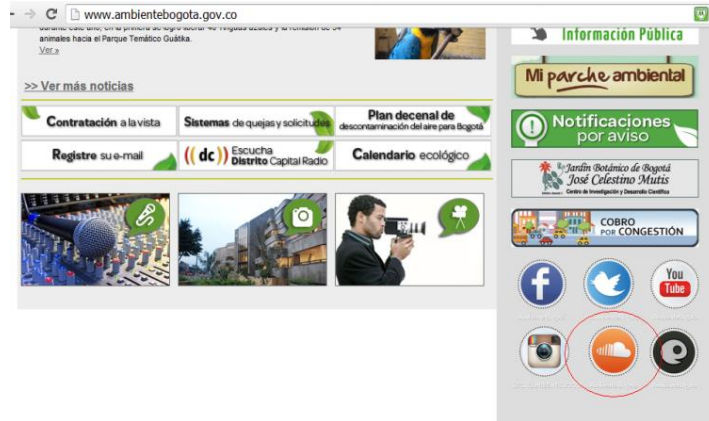 www.ambientebogota.gov.co
animales hacia el Parque Temático Guátika.
Ver »
>> Ver más noticias
Contratación a la vista
Sistemas de quejas y solicitudes
Plan decenal de
descontaminación del aire para Bogotá
Registre su e-mail
(( dc )) Escucha
Distrito Capital Radio
Calendario ecológico
Información Pública
Mi parche ambiental
Notificaciones
por aviso
Jardín Botánico de Bogotá
José Celestino Mutis
Centro de Investigación y Desarrollo Científico
COBRO
POR CONGESTIÓN
f
You
Tube